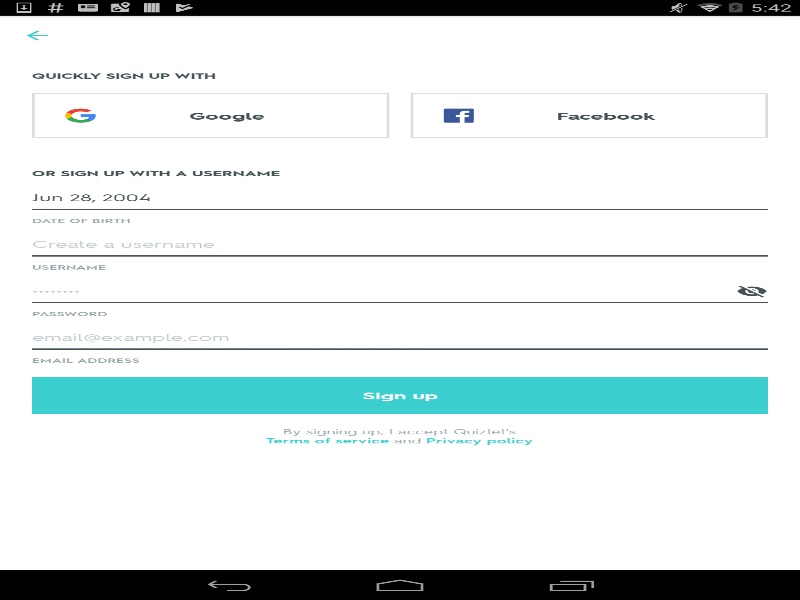 5:42
QUICKLY SIGN UP WITH
Google
Facebook
OR SIGN UP WITH A USERNAME
Jun 28, 2004
DATE OF BIRTH
Create a username
USERNAME
--------
PASSWORD
email@example.com
EMAIL ADDRESS
Sign up
By signing up, I accept Quizlet's
Terms of service and Privacy policy